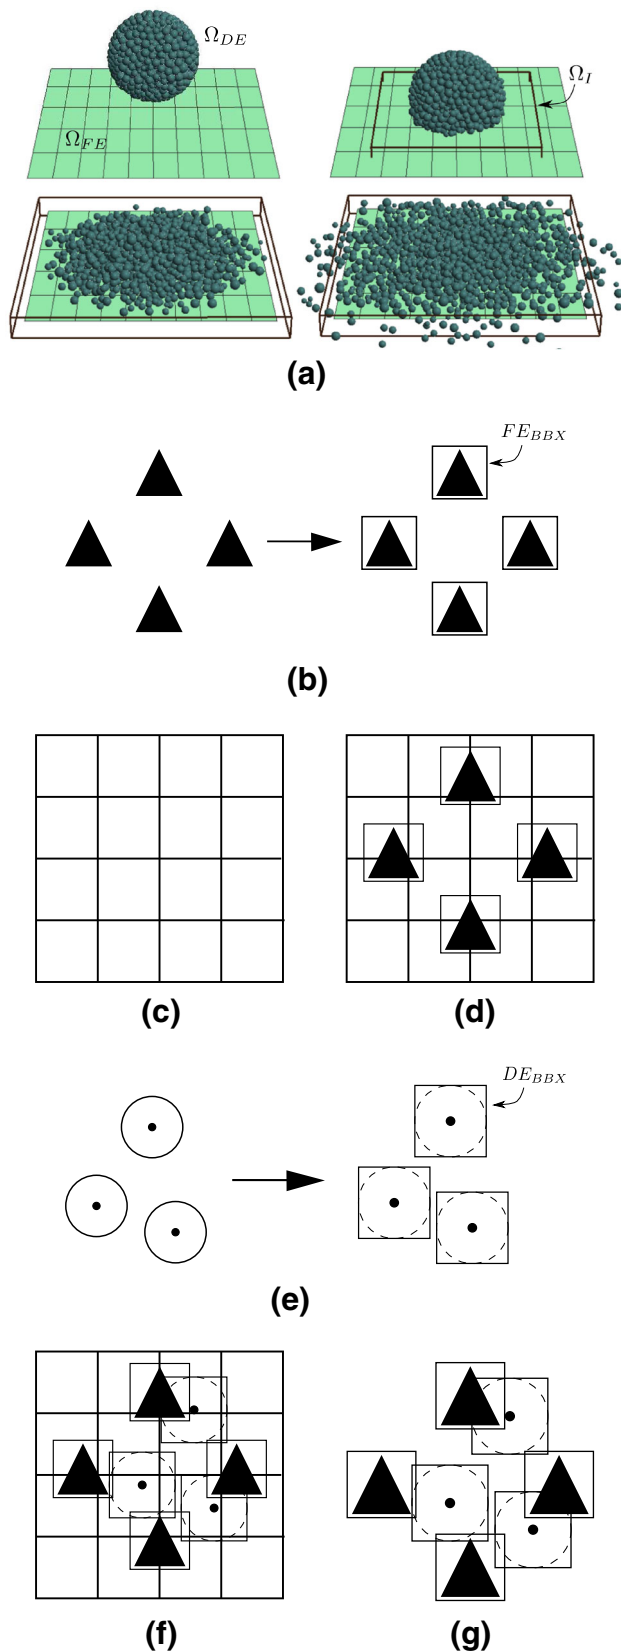 Ω_DE
Ω_I
Ω_FE
(a)
FE_BBX
(b)
(c)
(d)
DE_BBX
(e)
(f)
(g)